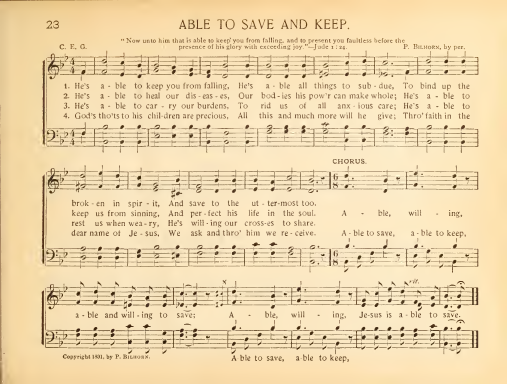 23
ABLE TO SAVE AND KEEP.
"Now unto him that is able to keep you from falling, and to present you faultless before the
presence of his glory with exceeding joy."—Jude 1: 24.
C. E. G.
P. BILHORN, by per.
1. He's a - ble to keep you from falling, He's a - ble all things to sub - due, To bind up the
2. He's a - ble to heal our dis - eas - es, Our bod - ies his pow'r can make whole; He's a - ble to
3. He's a - ble to car - ry our burdens, To rid us of all anx - ious care; He's a - ble to
4. God's tho'ts to his chil - dren are precious, All this and much more will he give; Thro' faith in the
CHORUS.
brok - en in spir - it, And save to the ut - ter-most too.
keep us from sinning, And per - fect his life in the soul. A - ble, will - ing,
rest us when wea - ry, He's will - ing our cross - es to share.
dear name of Je - sus, We ask and thro' him we re - ceive. A - ble to save, a - ble to keep,
rit.
a - ble and will - ing to save; A - ble, will - ing, Je-sus is a - ble to save.
Copyright 1891, by P. BILHORN.
A ble to save, a-ble to keep,